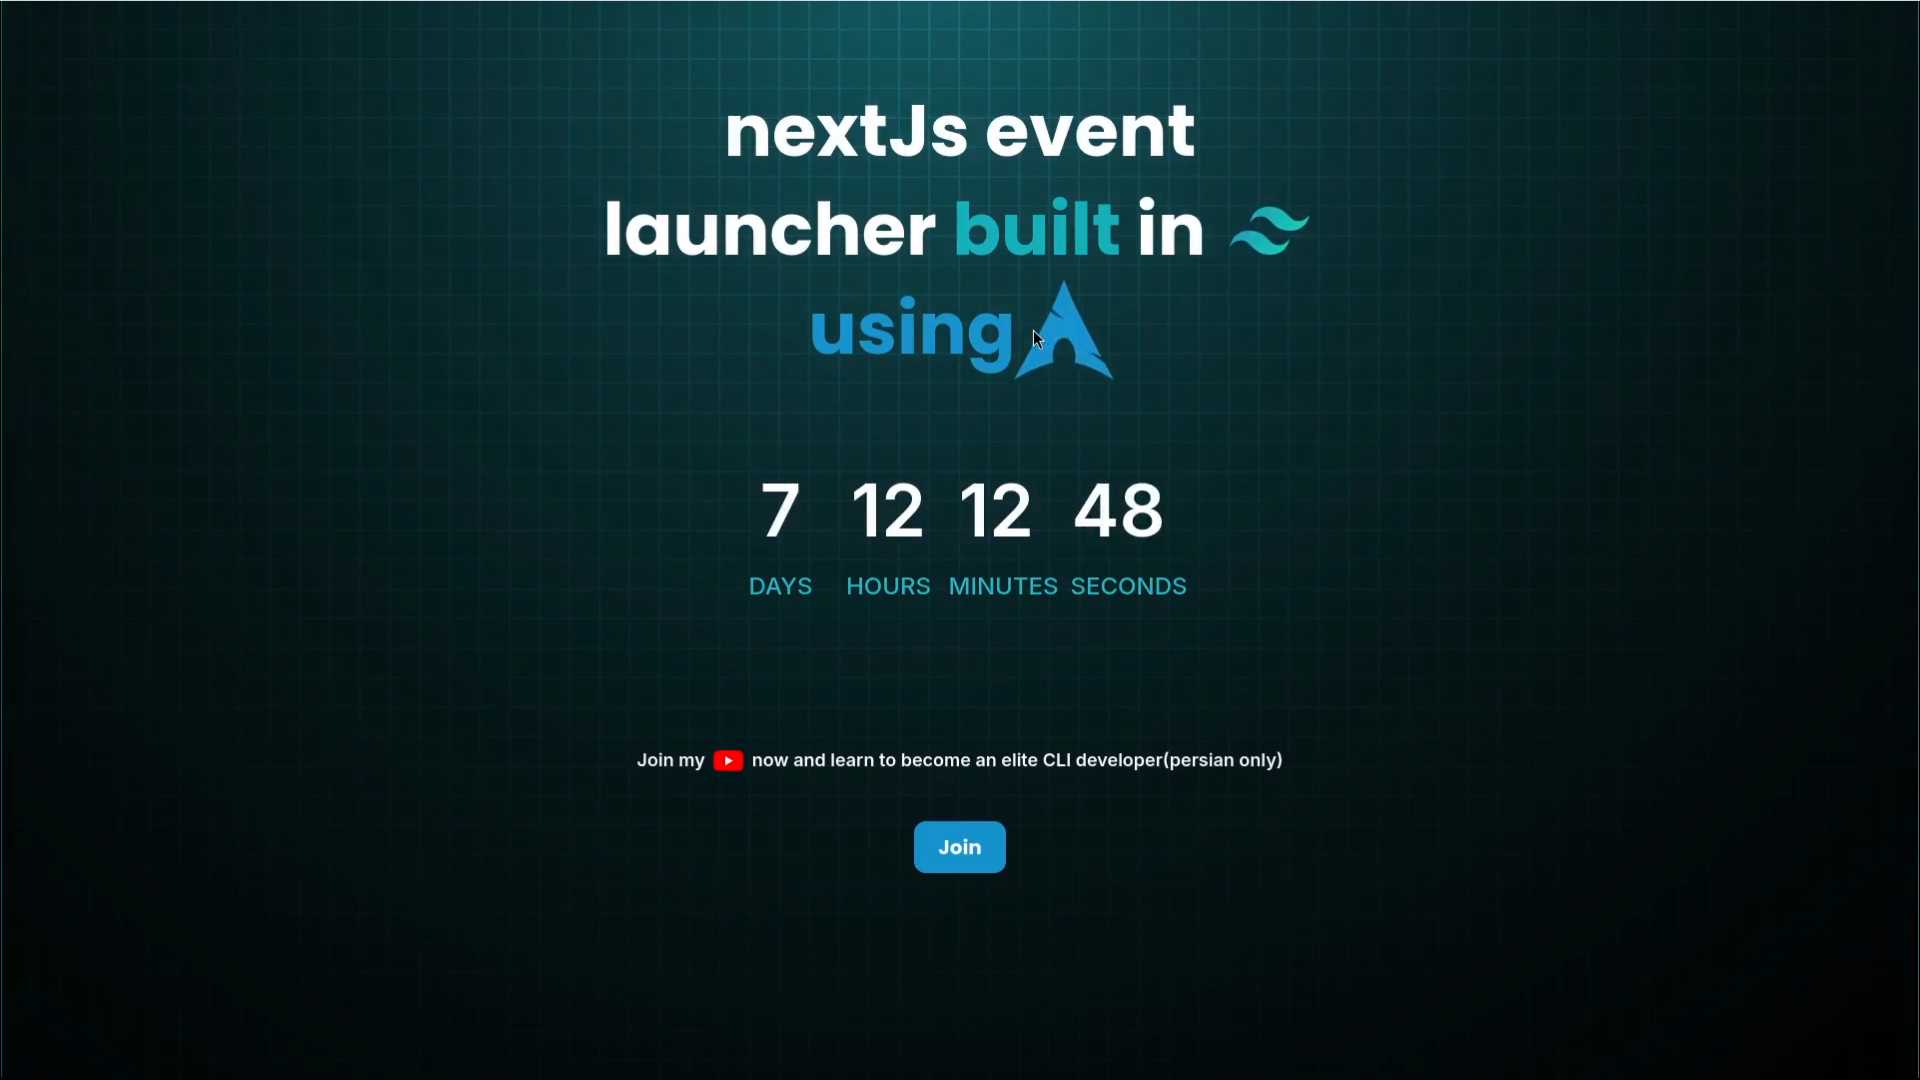 nextJs event
launcher built in
using
7 12 12 48
DAYS HOURS MINUTES SECONDS
Join my now and learn to become an elite CLI developer(persian only)
Join